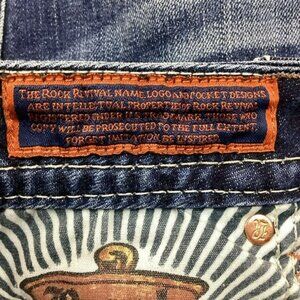 THE ROCK REVIVAL NAME, LOGO AND POCKET DESIGNS
ARE INTELLECTUAL PROPERTIES OF ROCK REVIVAL
REGISTERED UNDER U.S. TRADEMARK. THOSE WHO
COPY WILL BE PROSECUTED TO THE FULL EXTENT.
FORGET IMITATION BE INSPIRED.